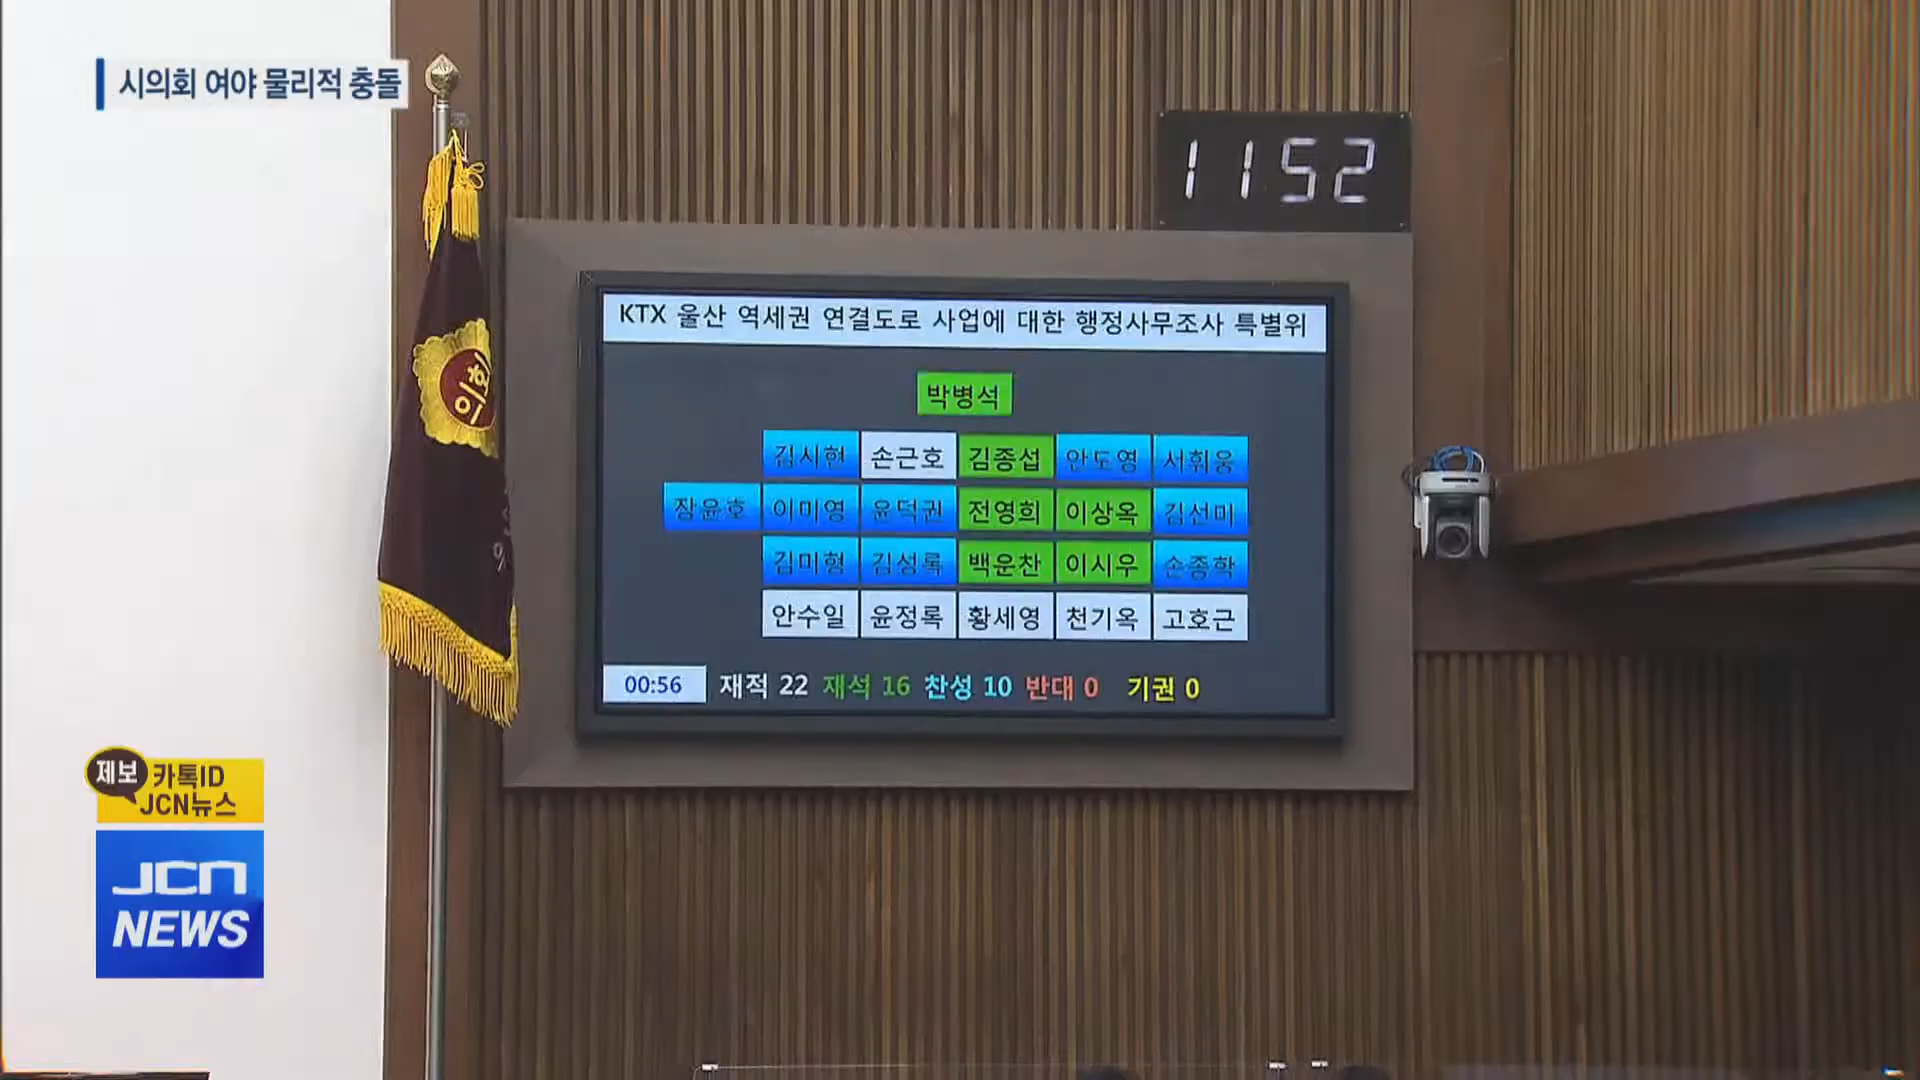 시의회 여야 물리적 충돌
1152
KTX 울산 역세권 연결도로 사업에 대한 행정사무조사 특별위
박병석
김시현 손근호 김종섭 안도영 서휘웅
장윤호 이미영 윤덕권 전영희 이상옥 김선미
김미형 김성록 백운찬 이시우 손종학
안수일 윤정록 황세영 천기옥 고호근
00:56 재적 22 재석 16 찬성 10 반대 0 기권 0
의회
제보 카톡ID
JCN뉴스
JCN
NEWS